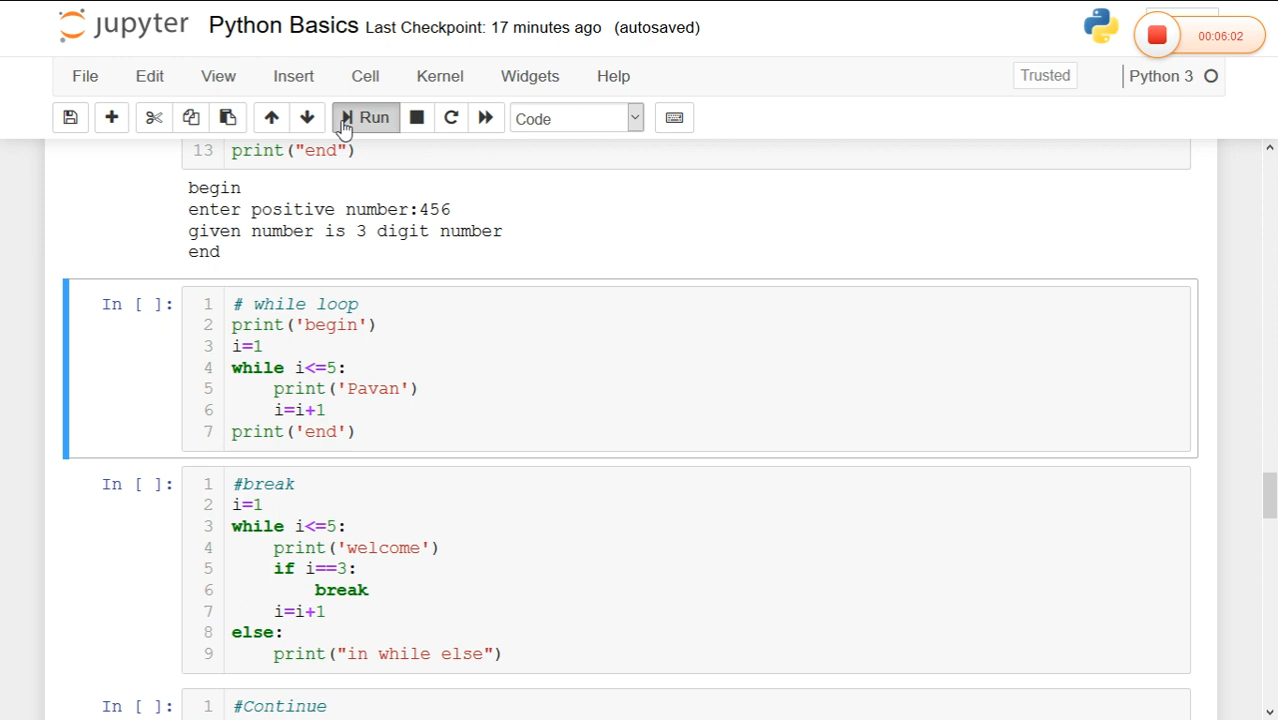 jupyter Python Basics Last Checkpoint: 17 minutes ago (autosaved)
00:06:02
File Edit View Insert Cell Kernel Widgets Help Trusted Python 3
Run Code
13 print("end")
begin
enter positive number:456
given number is 3 digit number
end
In [ ]: 1 # while loop
2 print('begin')
3 i=1
4 while i<=5:
5     print('Pavan')
6     i=i+1
7 print('end')
In [ ]: 1 #break
2 i=1
3 while i<=5:
4     print('welcome')
5     if i==3:
6         break
7     i=i+1
8 else:
9     print("in while else")
In [ ]: 1 #Continue